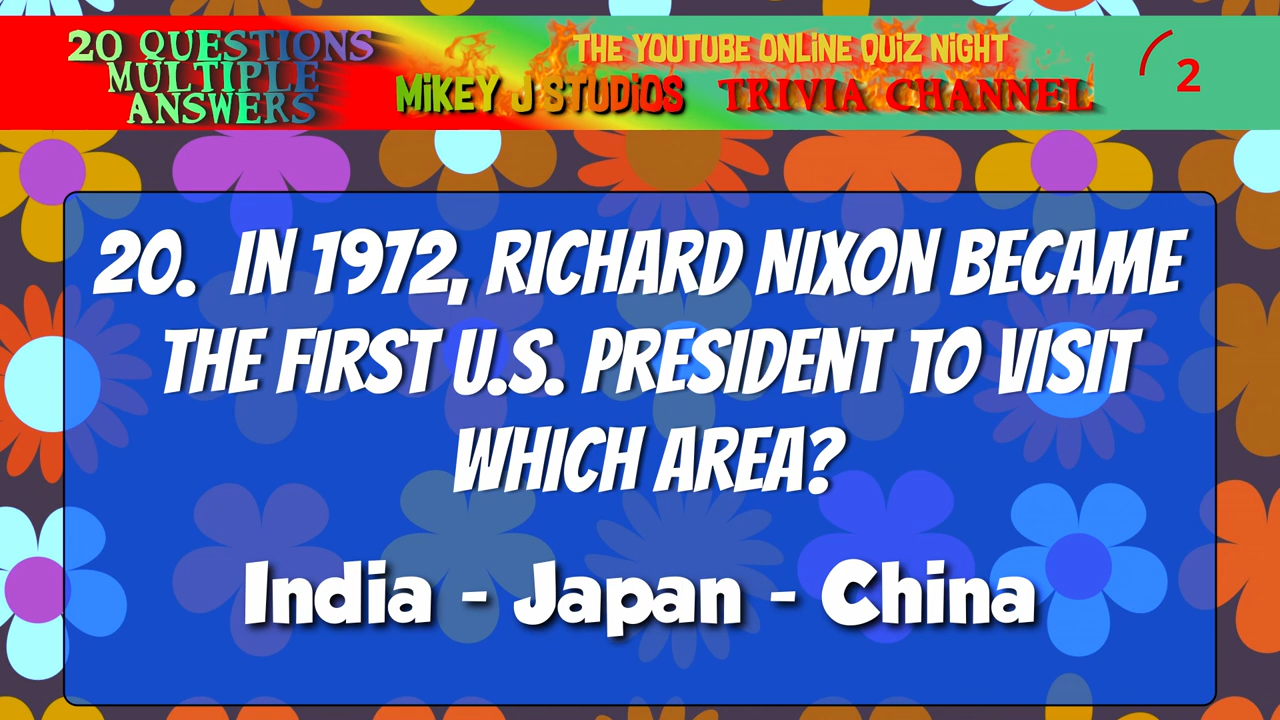 20 QUESTIONS
MULTIPLE
ANSWERS
THE YOUTUBE ONLINE QUIZ NIGHT
MIKEY J STUDIOS TRIVIA CHANNEL
2
20. IN 1972, RICHARD NIXON BECAME
THE FIRST U.S. PRESIDENT TO VISIT
WHICH AREA?
India - Japan - China